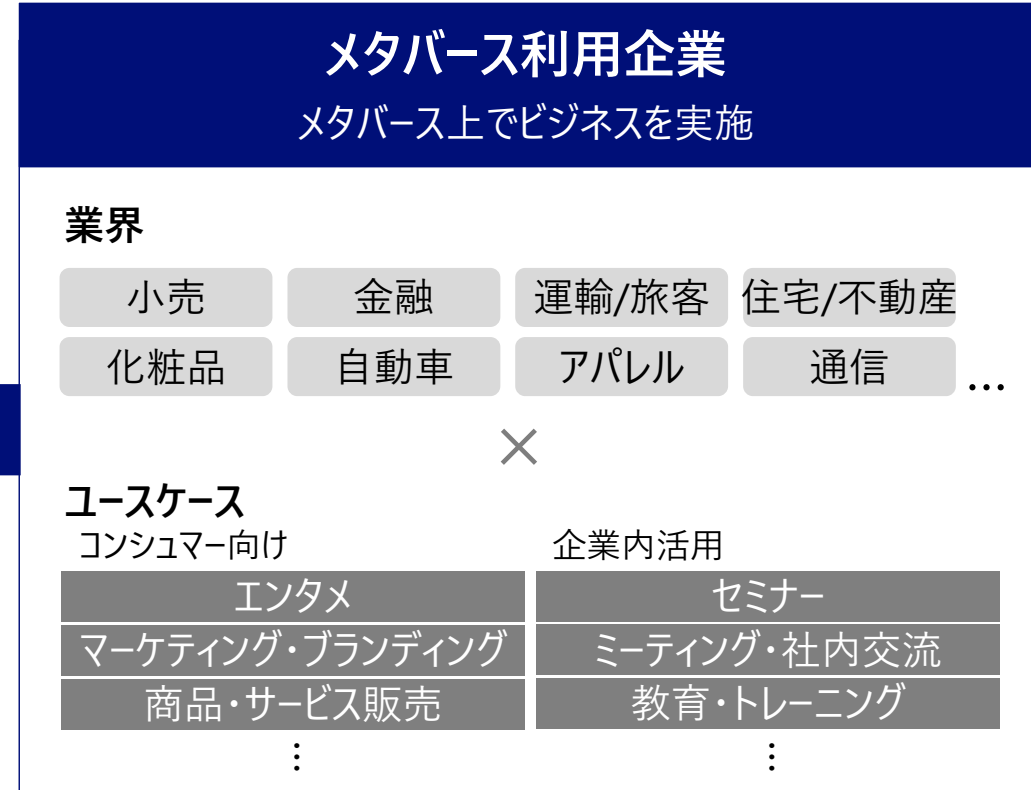 メタバース利用企業
メタバース上でビジネスを実施
業界
小売 金融 運輸/旅客 住宅/不動産
化粧品 自動車 アパレル 通信 …
×
ユースケース
コンシュマー向け 企業内活用
エンタメ セミナー
マーケティング・ブランディング ミーティング・社内交流
商品・サービス販売 教育・トレーニング
⋮ ⋮